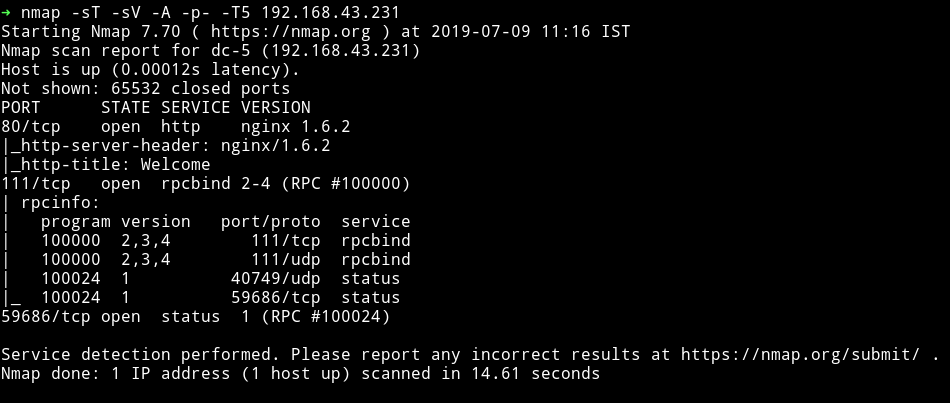 ➜ nmap -sT -sV -A -p- -T5 192.168.43.231
Starting Nmap 7.70 ( https://nmap.org ) at 2019-07-09 11:16 IST
Nmap scan report for dc-5 (192.168.43.231)
Host is up (0.00012s latency).
Not shown: 65532 closed ports
PORT      STATE SERVICE VERSION
80/tcp    open  http    nginx 1.6.2
|_http-server-header: nginx/1.6.2
|_http-title: Welcome
111/tcp   open  rpcbind 2-4 (RPC #100000)
| rpcinfo:
|   program version   port/proto  service
|   100000  2,3,4        111/tcp  rpcbind
|   100000  2,3,4        111/udp  rpcbind
|   100024  1          40749/udp  status
|_  100024  1          59686/tcp  status
59686/tcp open  status  1 (RPC #100024)

Service detection performed. Please report any incorrect results at https://nmap.org/submit/ .
Nmap done: 1 IP address (1 host up) scanned in 14.61 seconds